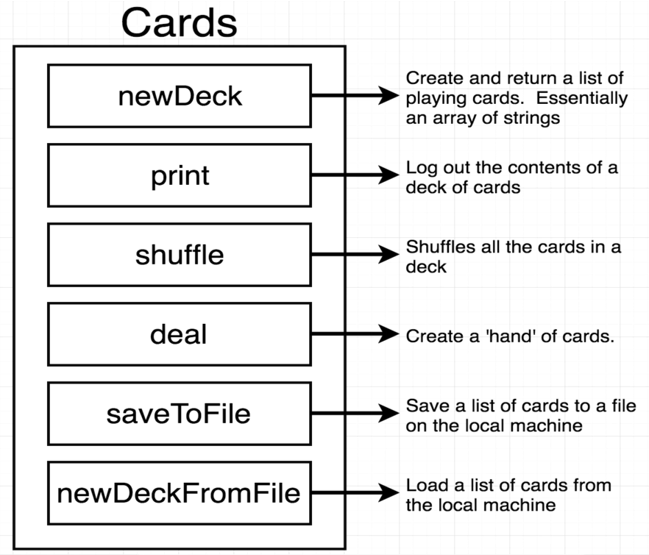 Cards
newDeck
Create and return a list of
playing cards.  Essentially
an array of strings
print
Log out the contents of a
deck of cards
shuffle
Shuffles all the cards in a
deck
deal
Create a 'hand' of cards.
saveToFile
Save a list of cards to a file
on the local machine
newDeckFromFile
Load a list of cards from
the local machine